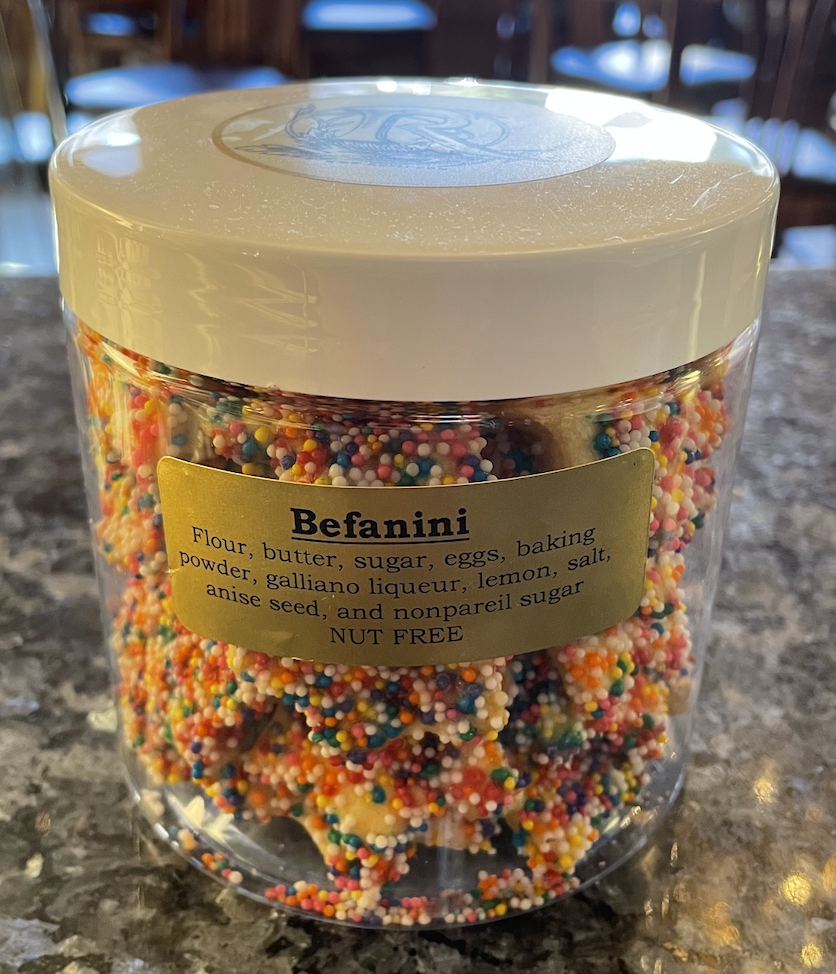 Befanini
Flour, butter, sugar, eggs, baking
powder, galliano liqueur, lemon, salt,
anise seed, and nonpareil sugar
NUT FREE